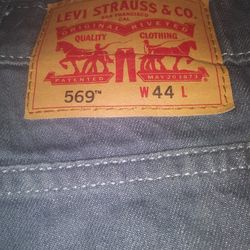 LEVI STRAUSS & CO.
SAN FRANCISCO
CAL.
ORIGINAL RIVETED
QUALITY CLOTHING
PATENTED MAY 20 1873
569™ W 44 L